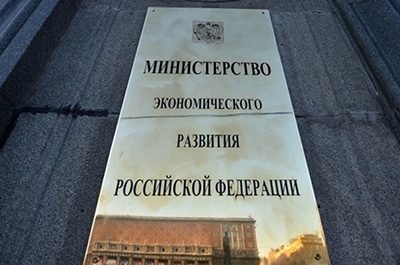 МИНИСТЕРСТВО
ЭКОНОМИЧЕСКОГО
РАЗВИТИЯ
РОССИЙСКОЙ ФЕДЕРАЦИИ